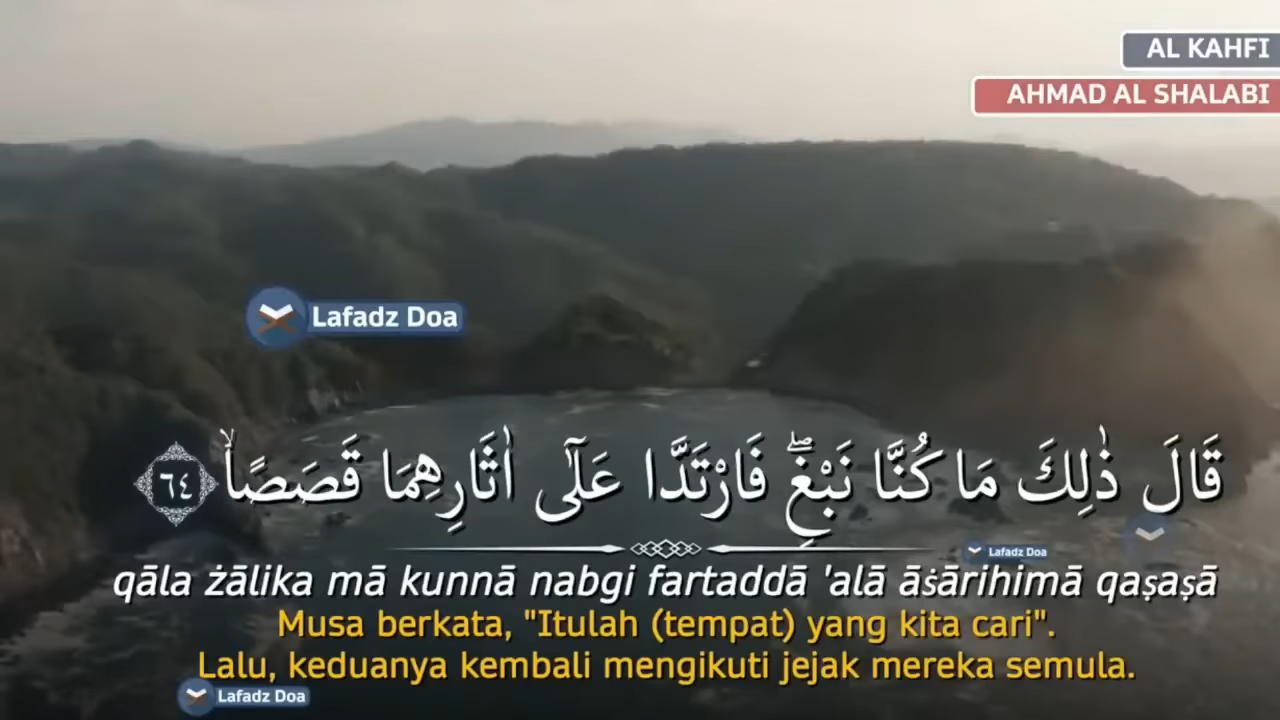 AL KAHFI
AHMAD AL SHALABI
Lafadz Doa
قَالَ ذٰلِكَ مَا كُنَّا نَبْغِۖ فَارْتَدَّا عَلٰٓى اٰثَارِهِمَا قَصَصًاۙ ٦٤
Lafadz Doa
qāla żālika mā kunnā nabgi fartaddā 'alā āṡārihimā qaṣaṣā
Musa berkata, "Itulah (tempat) yang kita cari".
Lalu, keduanya kembali mengikuti jejak mereka semula.
Lafadz Doa